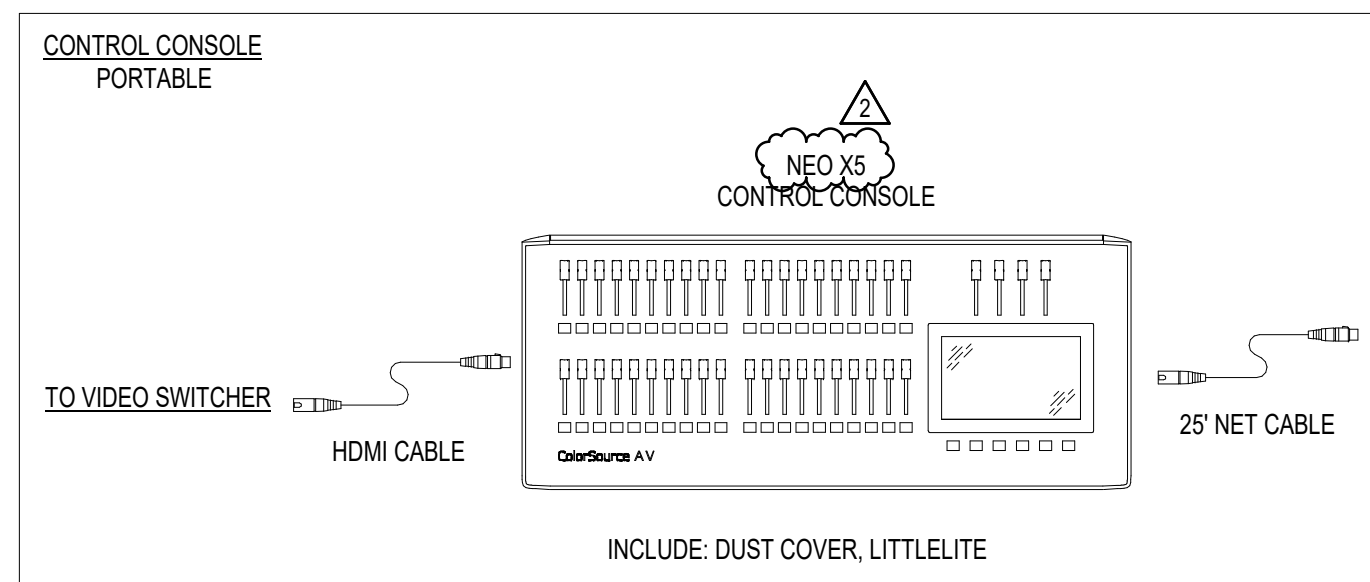 CONTROL CONSOLE
PORTABLE
2
NEO X5
CONTROL CONSOLE
TO VIDEO SWITCHER
HDMI CABLE
25' NET CABLE
ColorSource AV
INCLUDE: DUST COVER, LITTLELITE